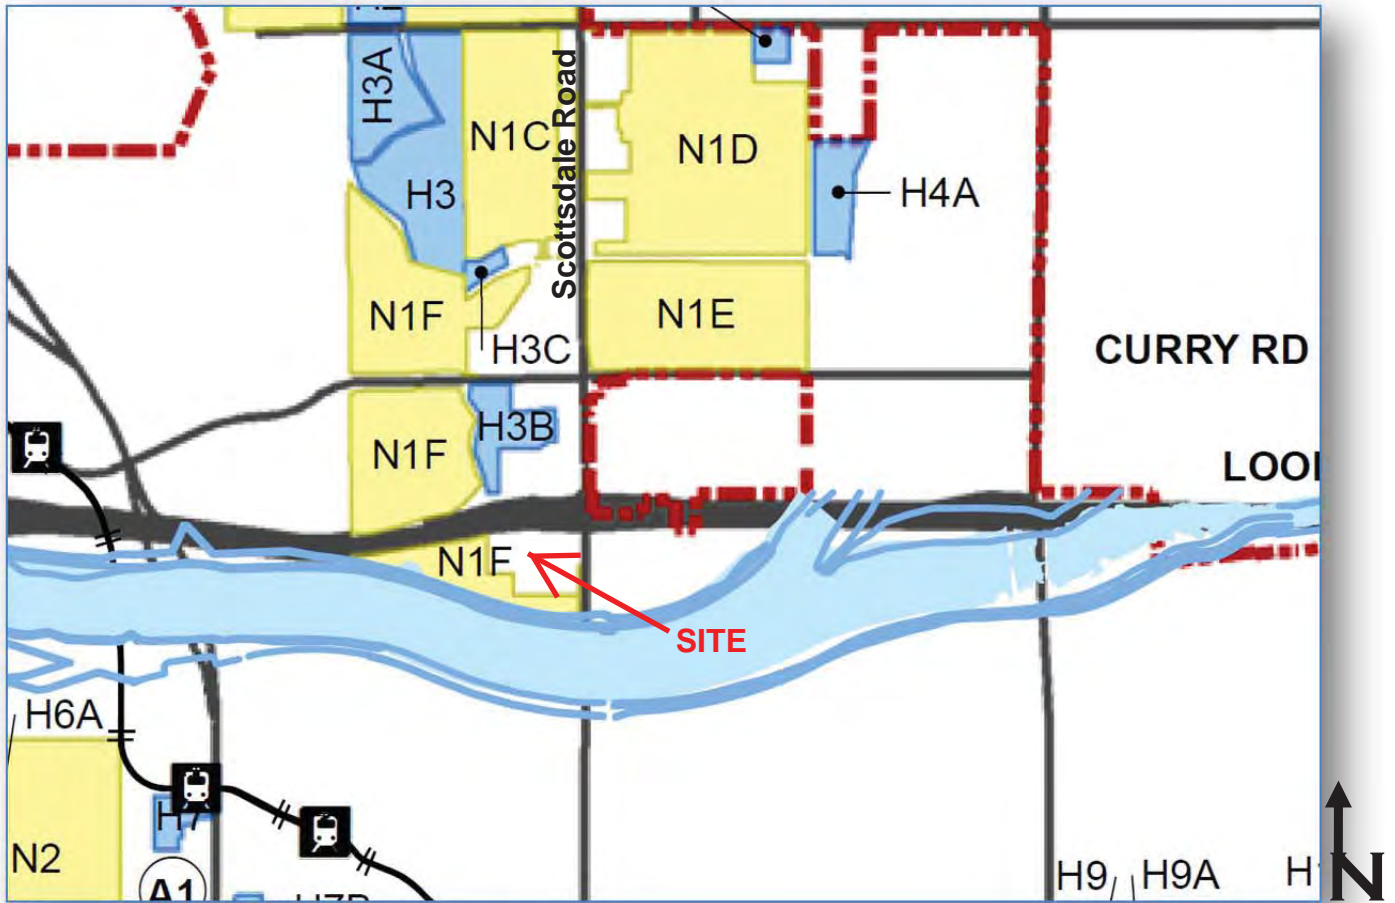 H3A
N1C
Scottsdale Road
N1D
H3
H4A
N1F
H3C
N1E
CURRY RD
N1F
H3B
N1F
SITE
H6A
H7
N2
A1
H9
H9A
N